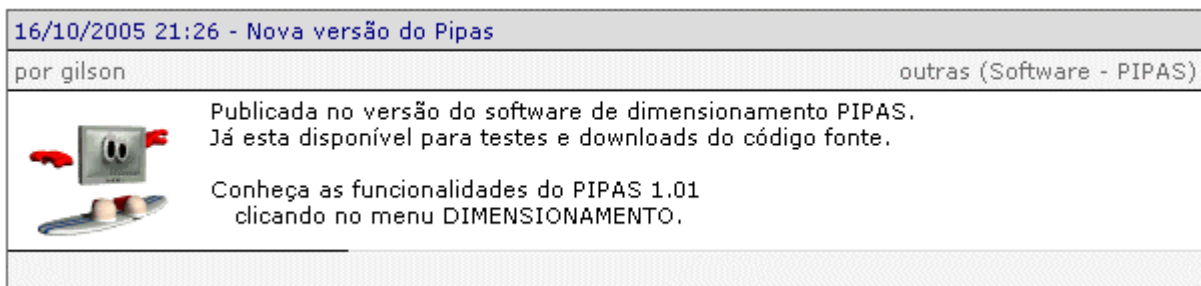 16/10/2005 21:26 - Nova versão do Pipas
por gilson outras (Software - PIPAS)
Publicada no versão do software de dimensionamento PIPAS.
Já esta disponível para testes e downloads do código fonte.
Conheça as funcionalidades do PIPAS 1.01
clicando no menu DIMENSIONAMENTO.